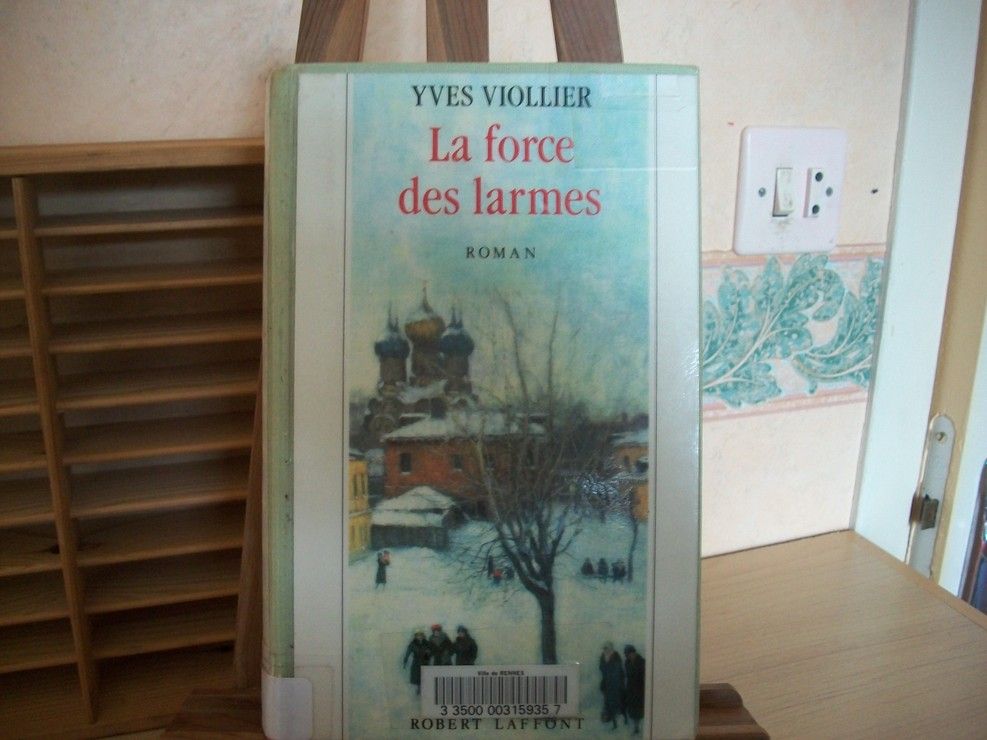 YVES VIOLLIER
La force
des larmes
ROMAN
Ville de RENNES
3 3500 00315935 7
ROBERT LAFFONT